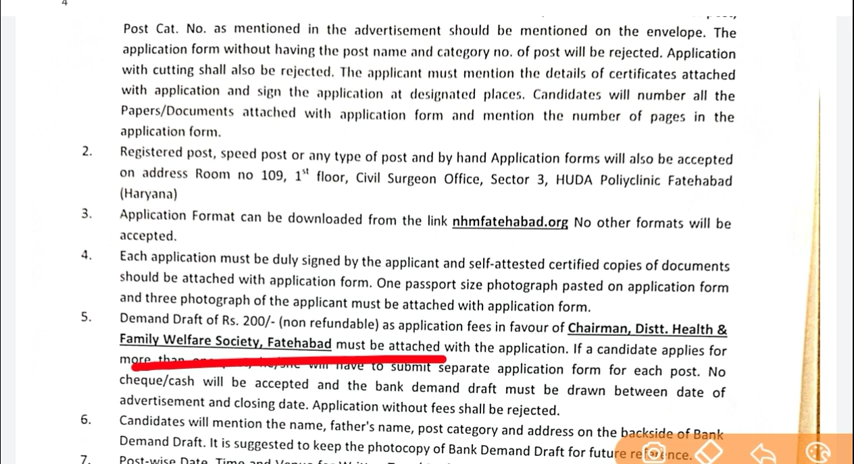 4
Post Cat. No. as mentioned in the advertisement should be mentioned on the envelope. The
application form without having the post name and category no. of post will be rejected. Application
with cutting shall also be rejected. The applicant must mention the details of certificates attached
with application and sign the application at designated places. Candidates will number all the
Papers/Documents attached with application form and mention the number of pages in the
application form.
2. Registered post, speed post or any type of post and by hand Application forms will also be accepted
on address Room no 109, 1st floor, Civil Surgeon Office, Sector 3, HUDA Poliyclinic Fatehabad
(Haryana)
3. Application Format can be downloaded from the link nhmfatehabad.org No other formats will be
accepted.
4. Each application must be duly signed by the applicant and self-attested certified copies of documents
should be attached with application form. One passport size photograph pasted on application form
and three photograph of the applicant must be attached with application form.
5. Demand Draft of Rs. 200/- (non refundable) as application fees in favour of Chairman, Distt. Health &
Family Welfare Society, Fatehabad must be attached with the application. If a candidate applies for
more than will have to submit separate application form for each post. No
cheque/cash will be accepted and the bank demand draft must be drawn between date of
advertisement and closing date. Application without fees shall be rejected.
6. Candidates will mention the name, father's name, post category and address on the backside of Bank
Demand Draft. It is suggested to keep the photocopy of Bank Demand Draft for future reference.
7. Post-wise Date, Time and Venue for